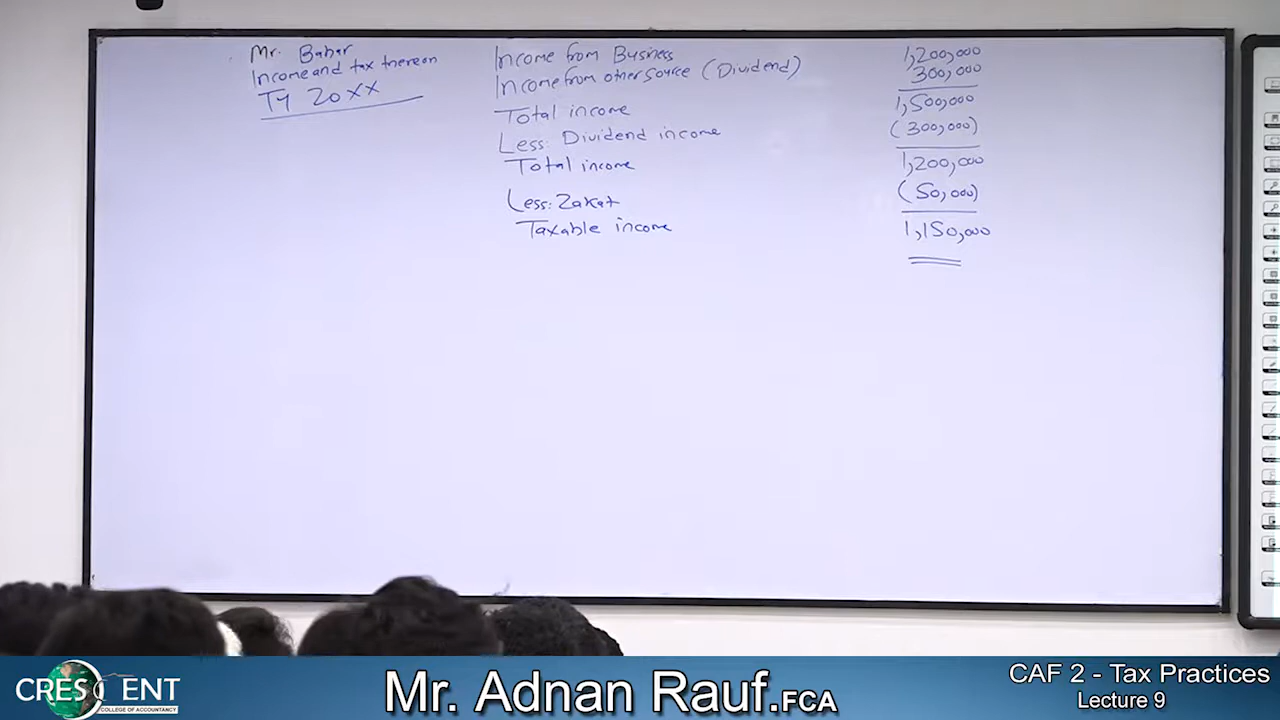 Mr. Babar
Income and tax thereon
TY 20XX
Income from Business 1,200,000
Income from other source (Dividend) 300,000
Total income 1,500,000
Less: Dividend income (300,000)
Total income 1,200,000
Less: Zakat (50,000)
Taxable income 1,150,000
CRESCENT
COLLEGE OF ACCOUNTANCY
Mr. Adnan Rauf.FCA
CAF 2 - Tax Practices
Lecture 9